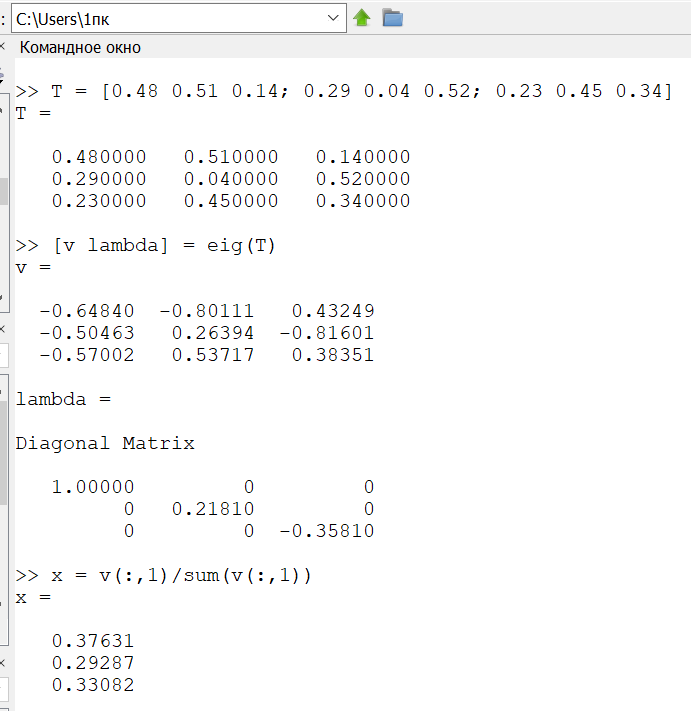 : C:\Users\1пк
Командное окно
>> T = [0.48 0.51 0.14; 0.29 0.04 0.52; 0.23 0.45 0.34]
T =
0.480000 0.510000 0.140000
0.290000 0.040000 0.520000
0.230000 0.450000 0.340000
>> [v lambda] = eig(T)
v =
-0.64840 -0.80111 0.43249
-0.50463 0.26394 -0.81601
-0.57002 0.53717 0.38351
lambda =
Diagonal Matrix
1.00000 0 0
0 0.21810 0
0 0 -0.35810
>> x = v(:,1)/sum(v(:,1))
x =
0.37631
0.29287
0.33082